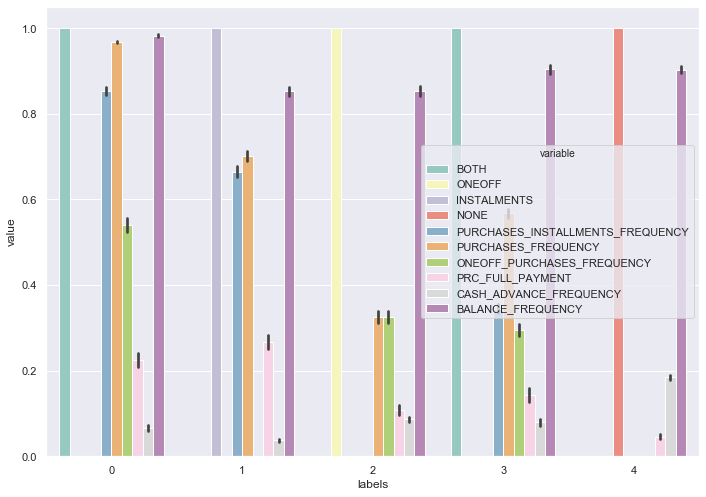 1.0
0.8
0.6
0.4
0.2
0.0
value
variable
BOTH
ONEOFF
INSTALMENTS
NONE
PURCHASES_INSTALLMENTS_FREQUENCY
PURCHASES_FREQUENCY
ONEOFF_PURCHASES_FREQUENCY
PRC_FULL_PAYMENT
CASH_ADVANCE_FREQUENCY
BALANCE_FREQUENCY
0 1 2 3 4
labels